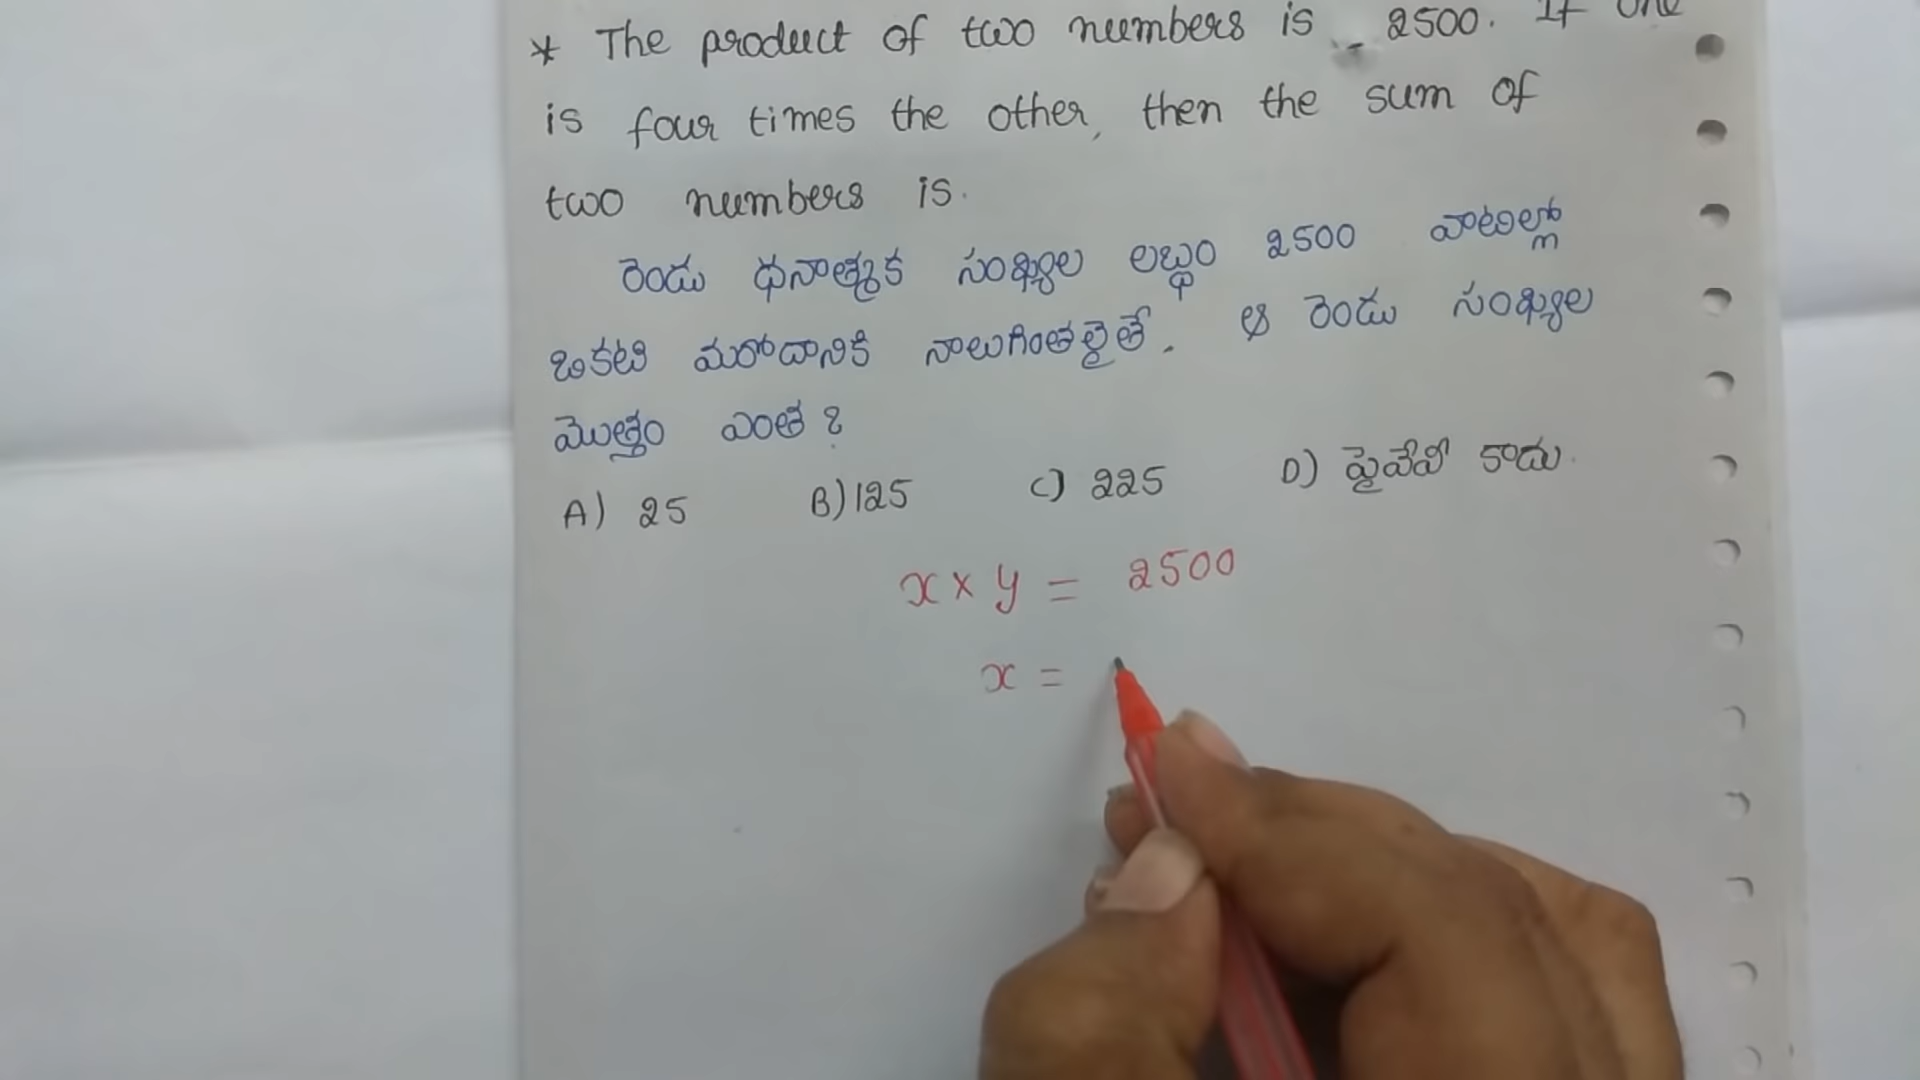 * The product of two numbers is 2500. If one
is four times the other, then the sum of
two numbers is.
రెండు ధనాత్మక సంఖ్యల లబ్ధం 2500 వాటిల్లో
ఒకటి మరోదానికి నాలుగింతలైతే. ఆ రెండు సంఖ్యల
మొత్తం ఎంత?
A) 25 B) 125 C) 225 D) పైవేవీ కాదు.
x × y = 2500
x =